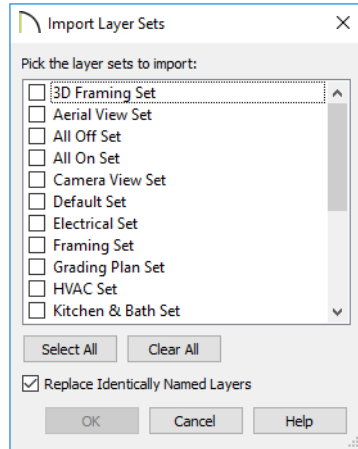 Import Layer Sets
Pick the layer sets to import:
3D Framing Set
Aerial View Set
All Off Set
All On Set
Camera View Set
Default Set
Electrical Set
Framing Set
Grading Plan Set
HVAC Set
Kitchen & Bath Set
Select All Clear All
Replace Identically Named Layers
OK Cancel Help